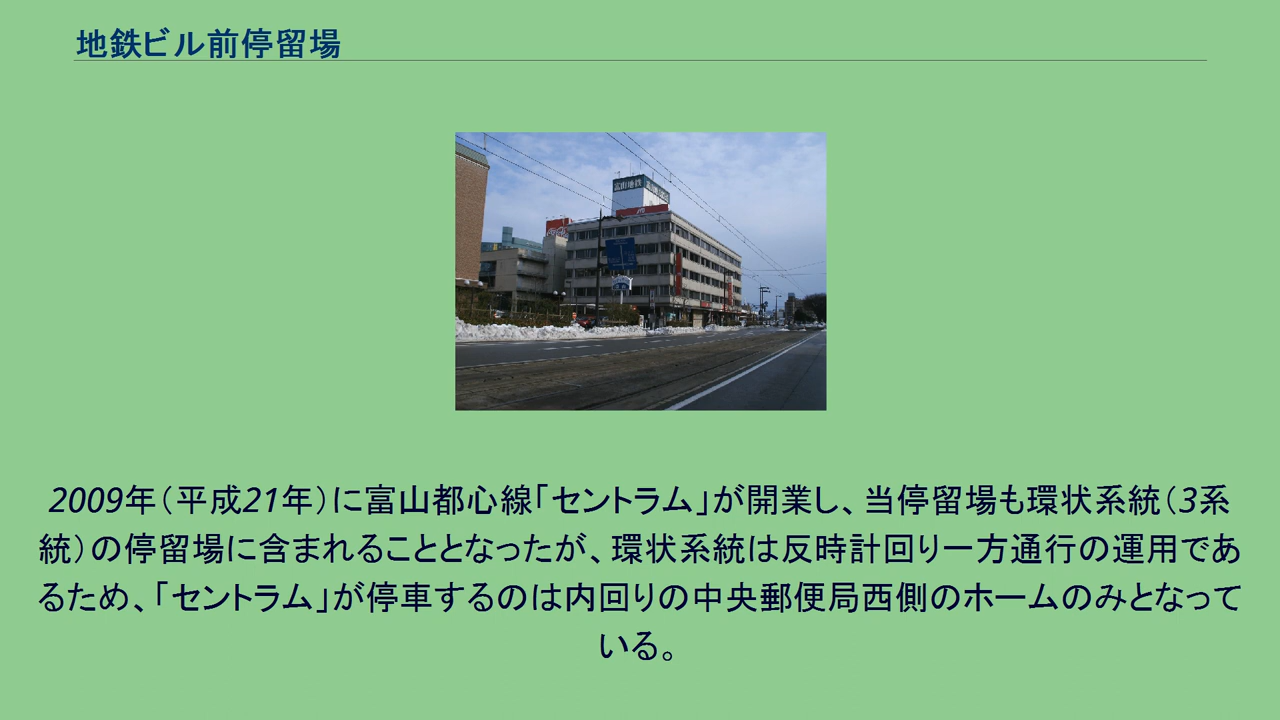 地鉄ビル前停留場
富山地鉄
2009年（平成21年）に富山都心線「セントラム」が開業し、当停留場も環状系統（3系
統）の停留場に含まれることとなったが、環状系統は反時計回り一方通行の運用であ
るため、「セントラム」が停車するのは内回りの中央郵便局西側のホームのみとなって
いる。